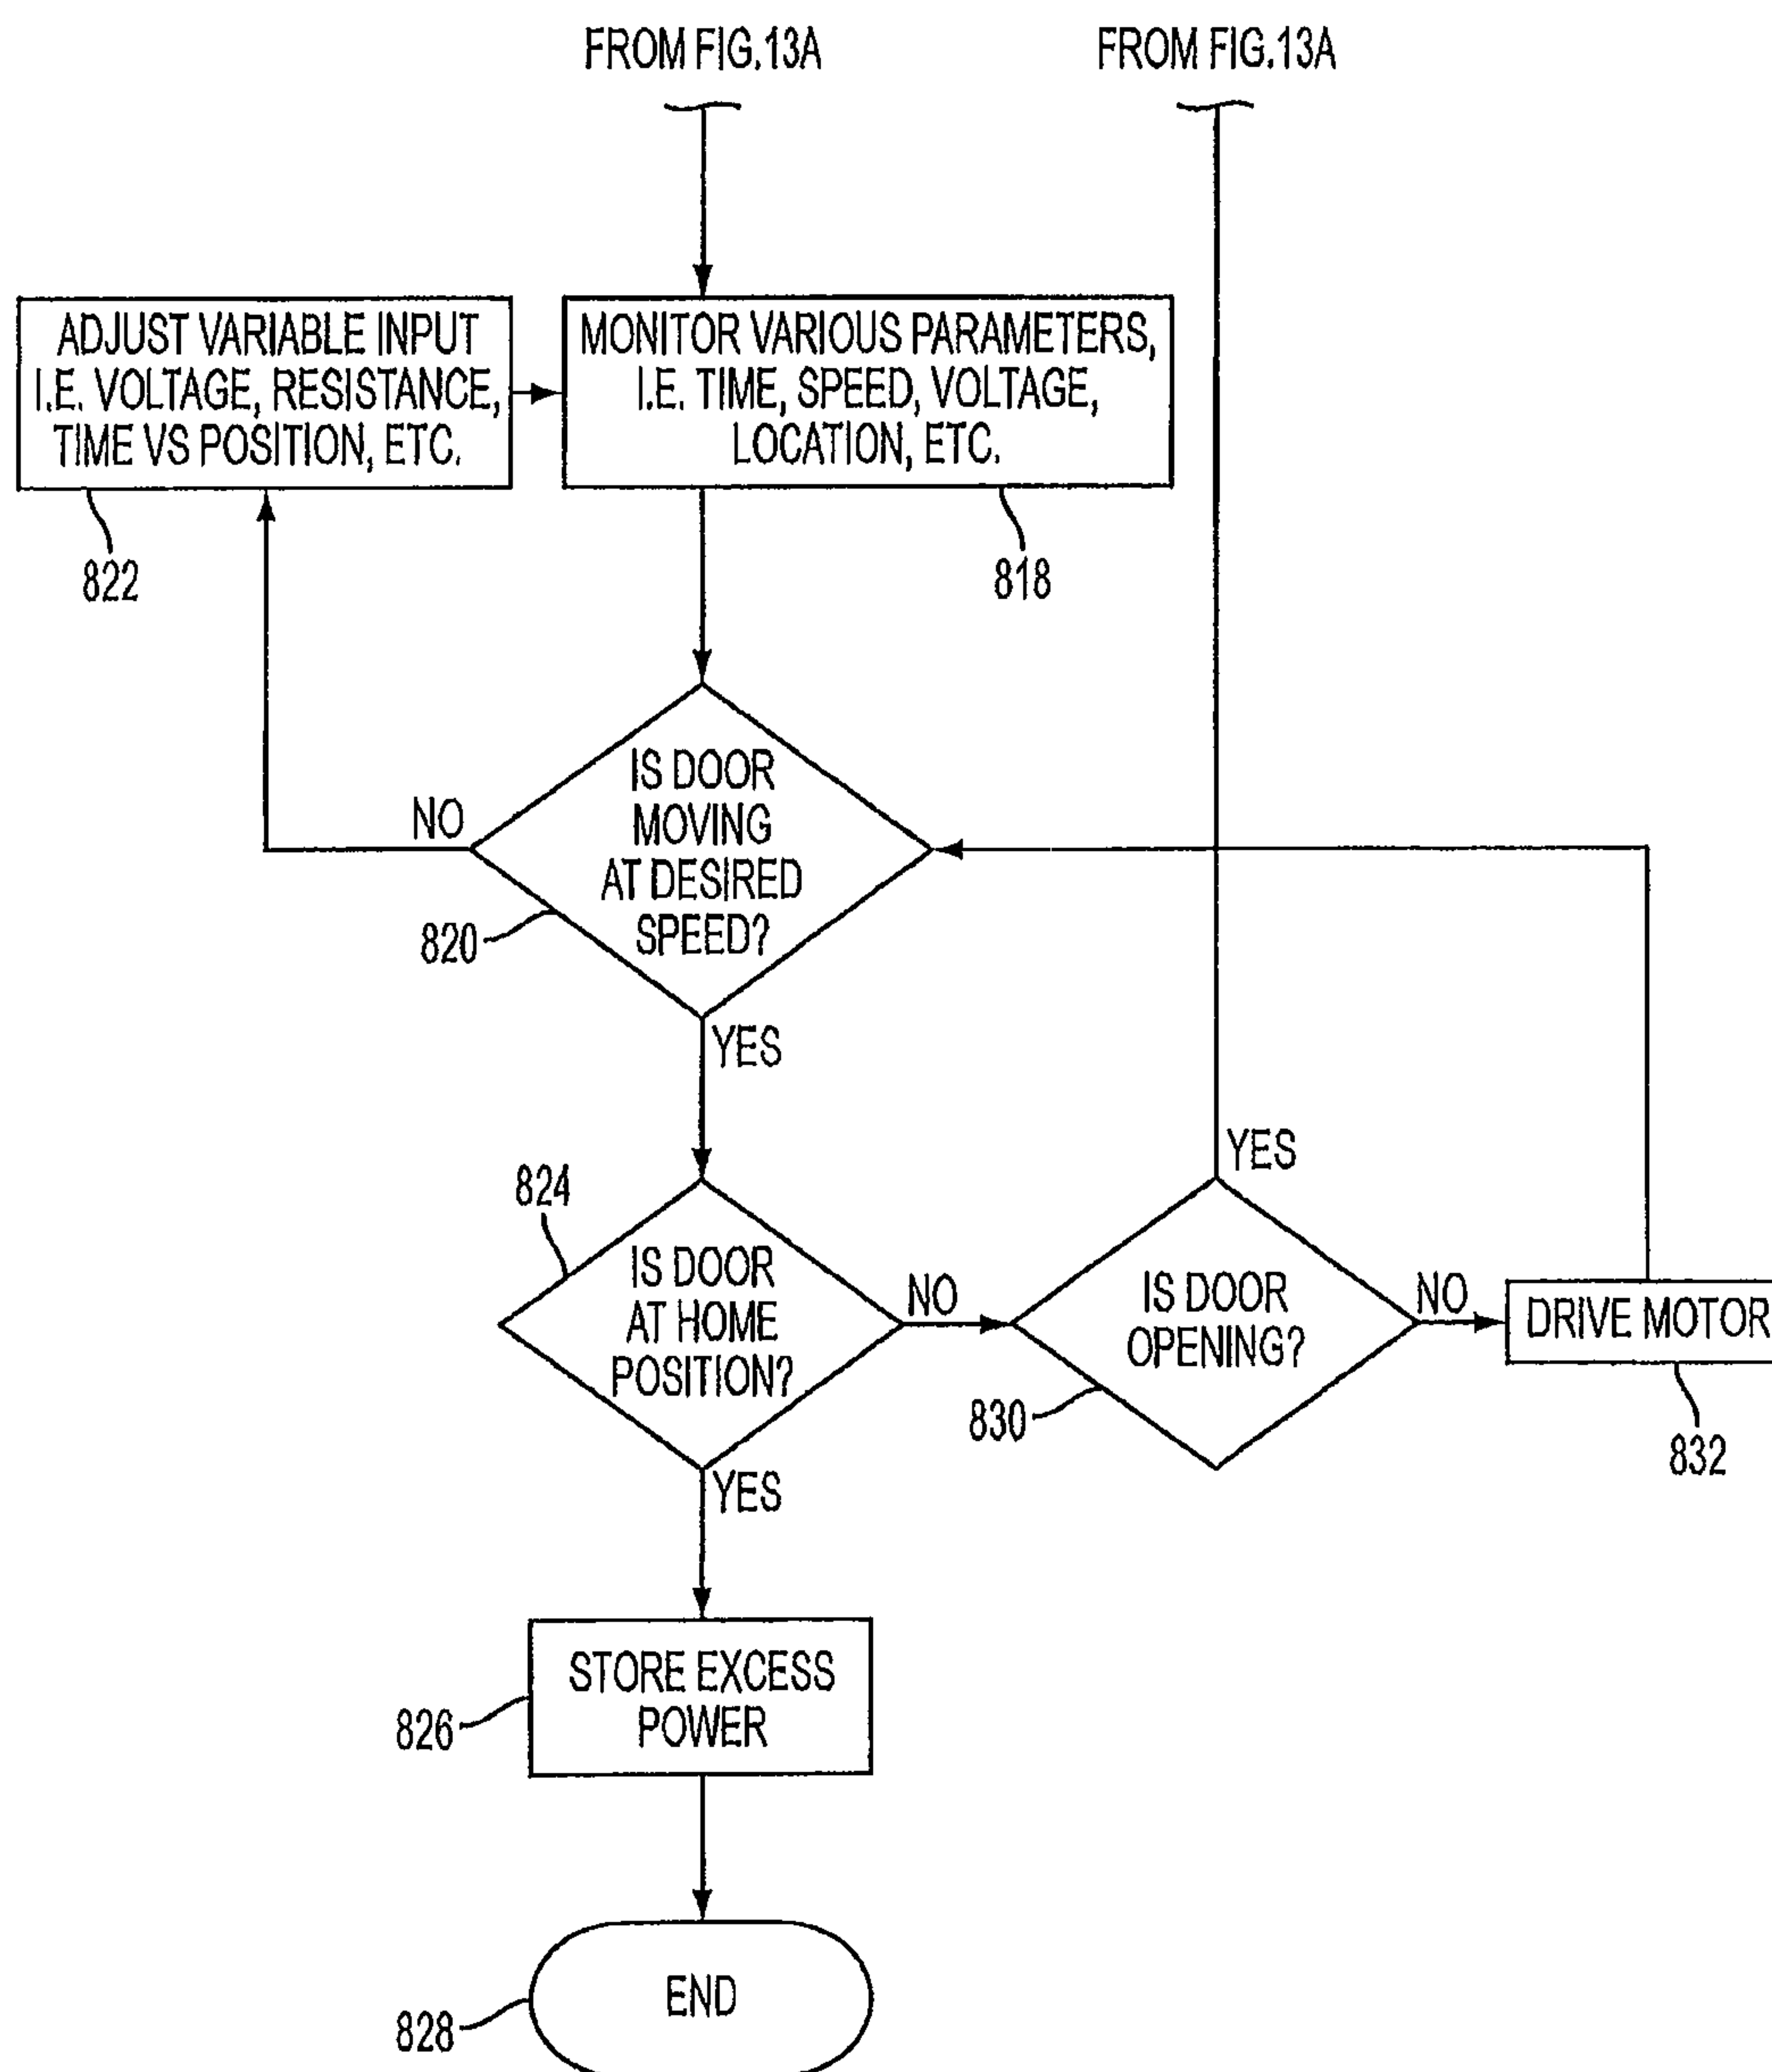 FROM FIG.13A
FROM FIG.13A
ADJUST VARIABLE INPUT
I.E. VOLTAGE, RESISTANCE,
TIME VS POSITION, ETC.
822
MONITOR VARIOUS PARAMETERS,
I.E. TIME, SPEED, VOLTAGE,
LOCATION, ETC.
818
IS DOOR
MOVING
AT DESIRED
SPEED?
NO
820
YES
824
IS DOOR
AT HOME
POSITION?
NO
YES
YES
IS DOOR
OPENING?
830
NO
DRIVE MOTOR
832
STORE EXCESS
POWER
826
END
828